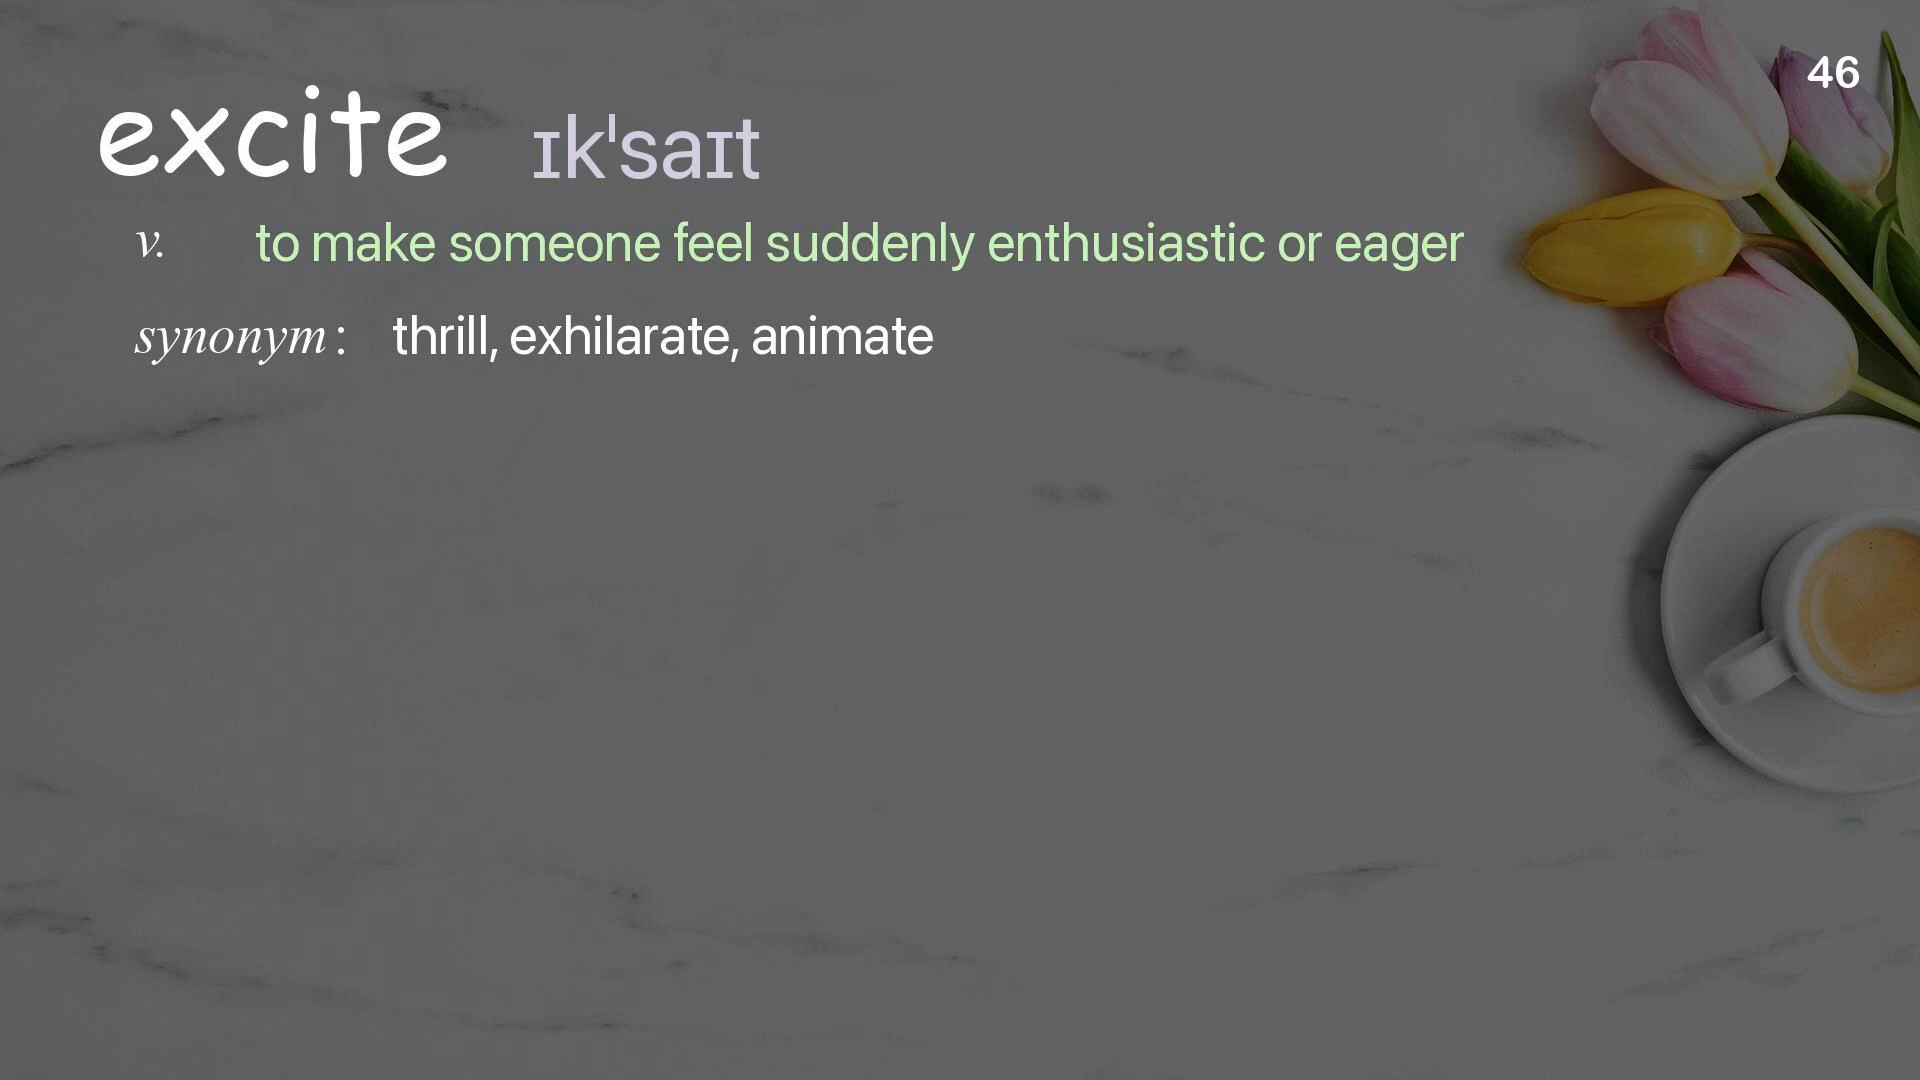 46
excite ɪkˈsaɪt
v. to make someone feel suddenly enthusiastic or eager
synonym: thrill, exhilarate, animate